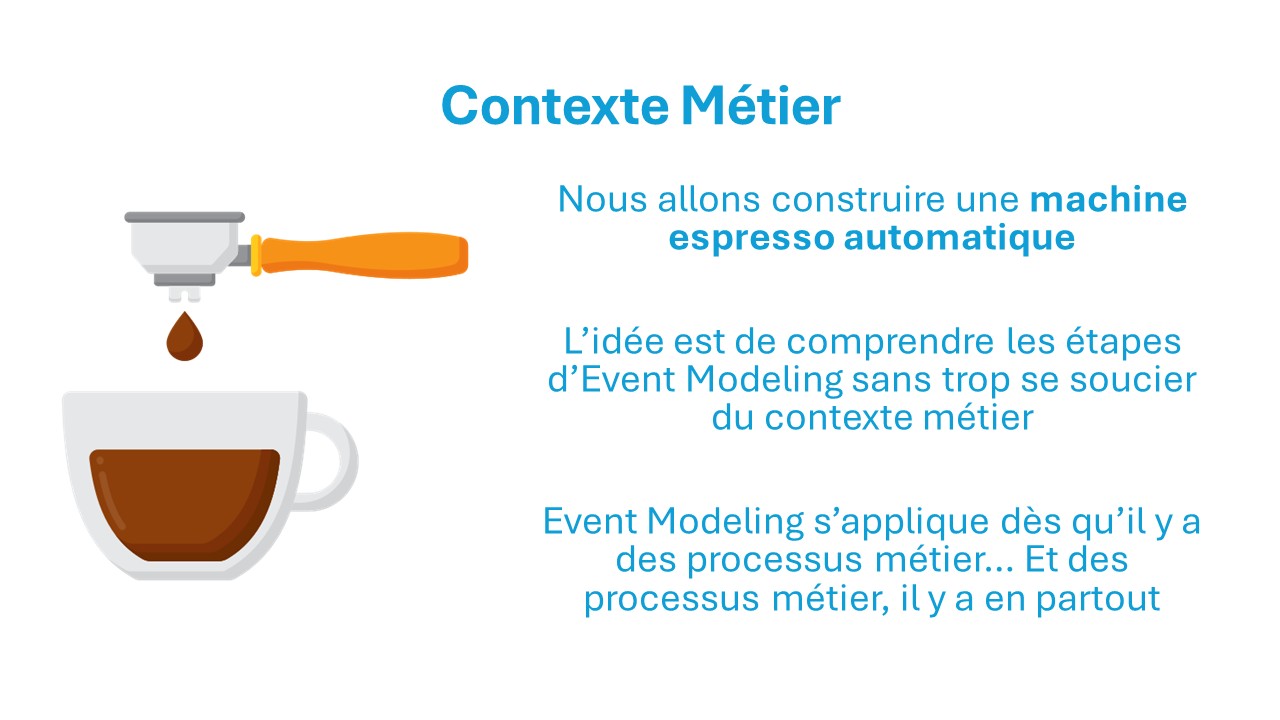 Contexte Métier
Nous allons construire une machine
espresso automatique
L’idée est de comprendre les étapes
d’Event Modeling sans trop se soucier
du contexte métier
Event Modeling s’applique dès qu’il y a
des processus métier... Et des
processus métier, il y a en partout